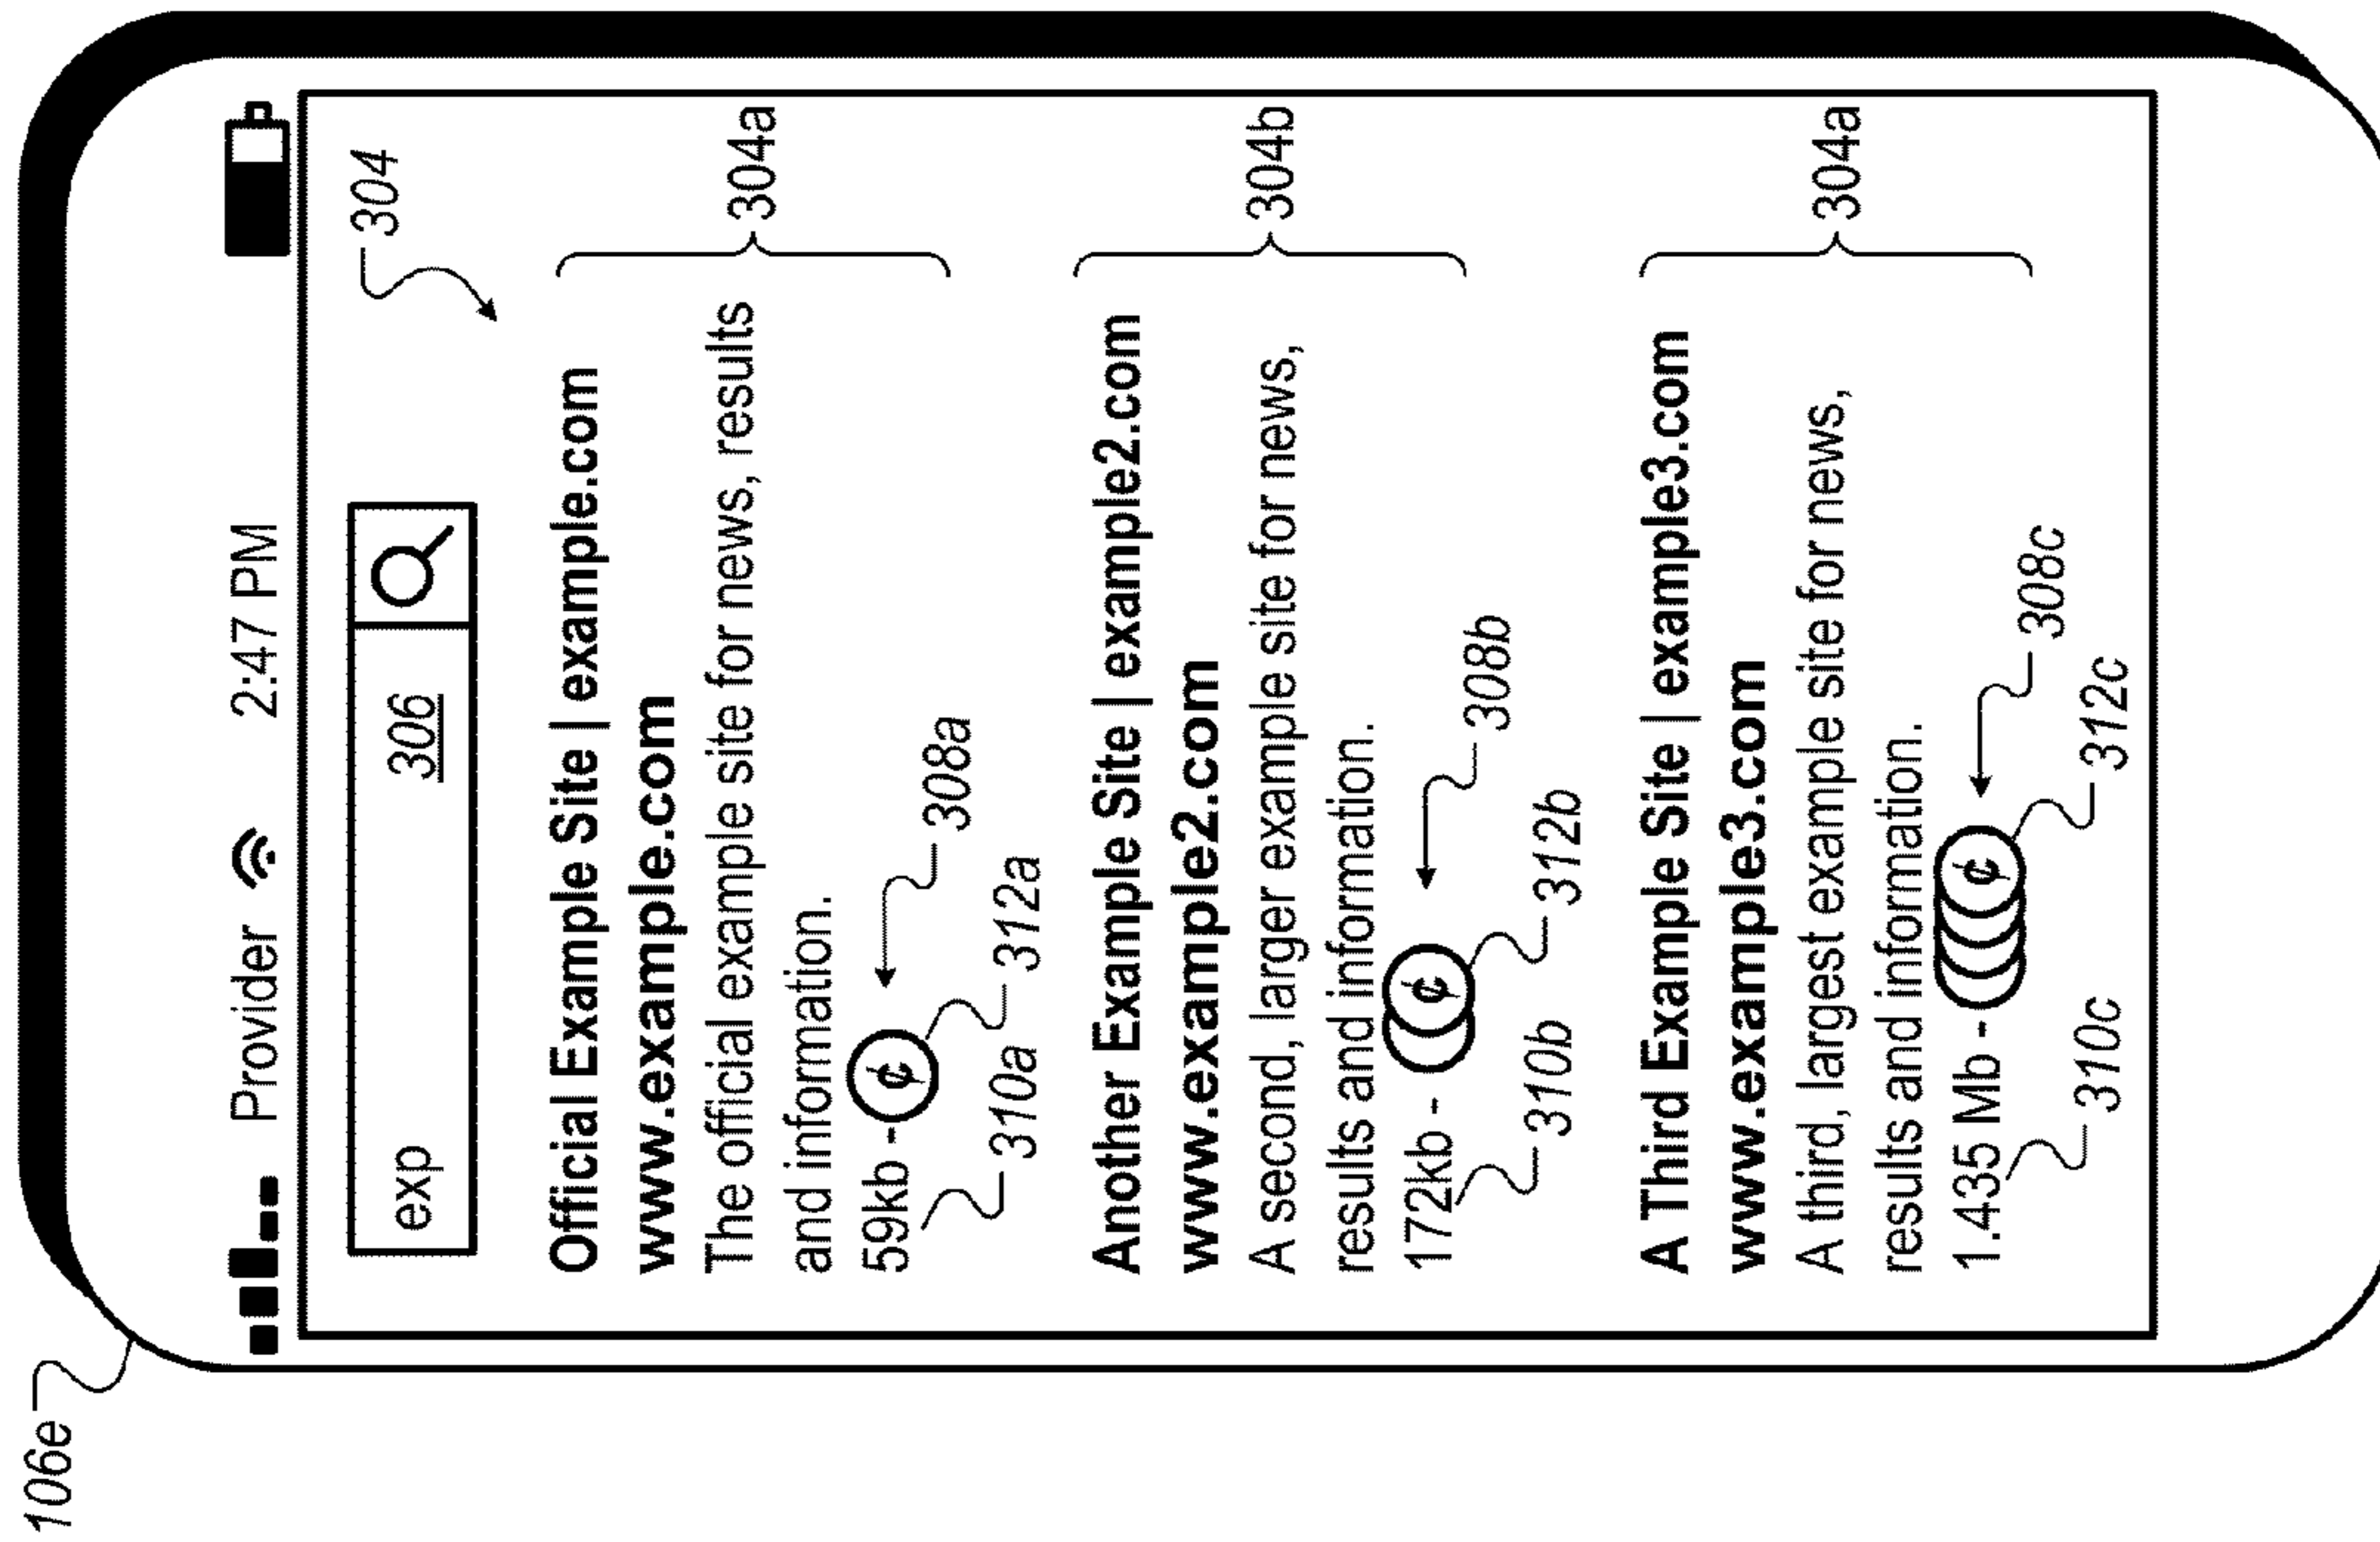 106e
Provider 2:47 PM
exp 306
304
Official Example Site | example.com
www.example.com
The official example site for news, results
and information.
304a
59kb - ¢
308a
310a 312a
Another Example Site | example2.com
www.example2.com
A second, larger example site for news,
results and information.
304b
172kb - ¢
308b
310b 312b
A Third Example Site | example3.com
www.example3.com
A third, largest example site for news,
results and information.
304a
1.435 Mb - ¢
308c
310c 312c